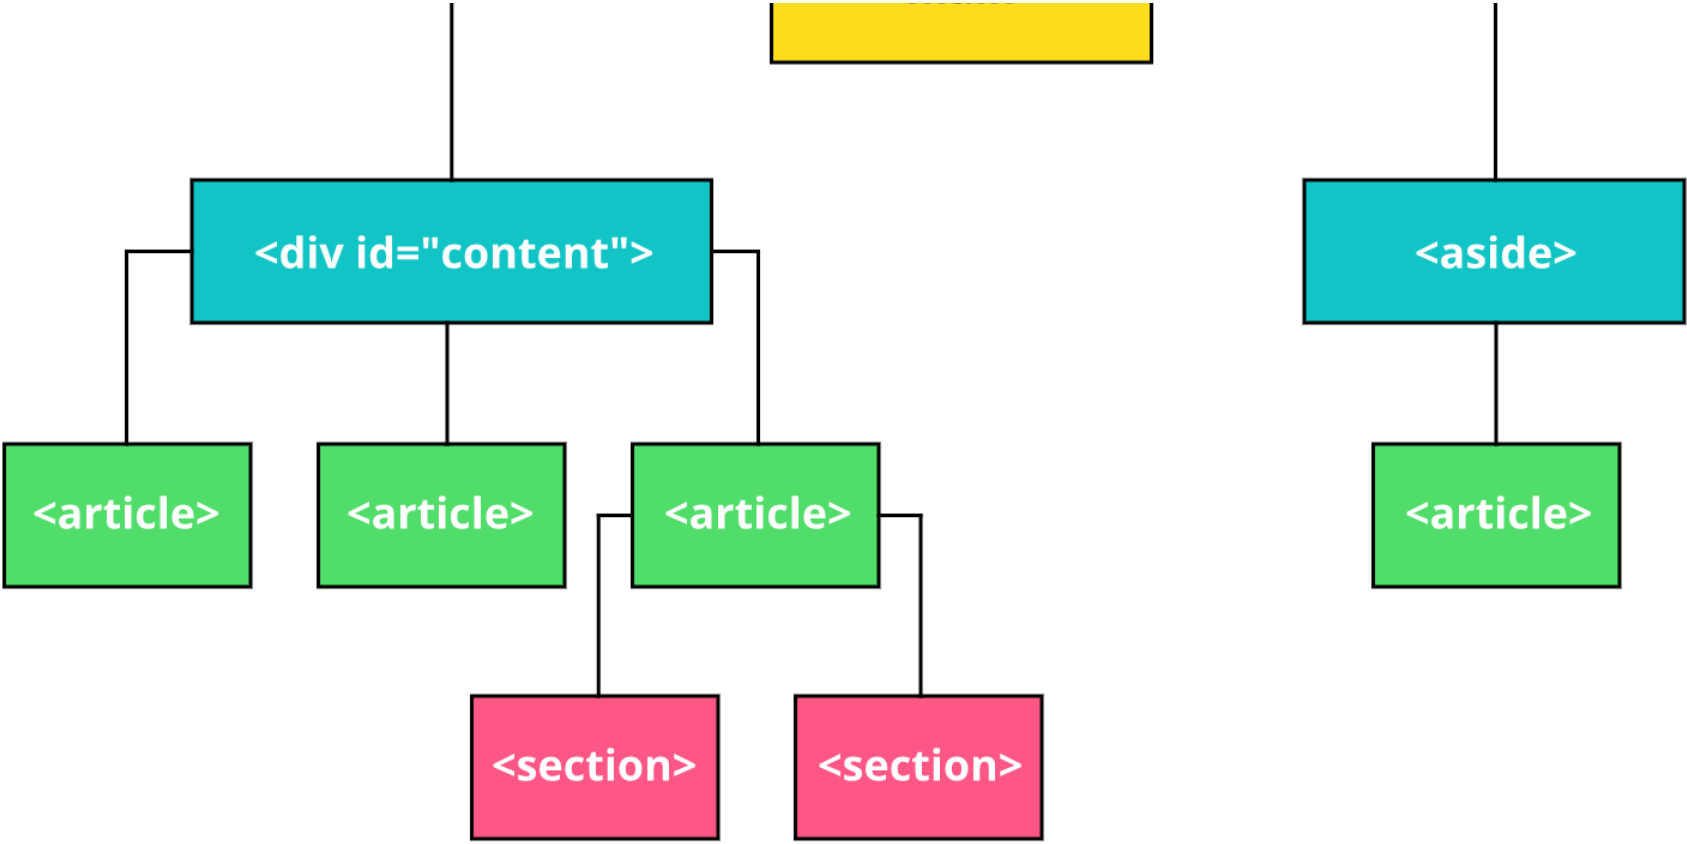 <div id="content">
<aside>
<article>
<article>
<article>
<article>
<section>
<section>